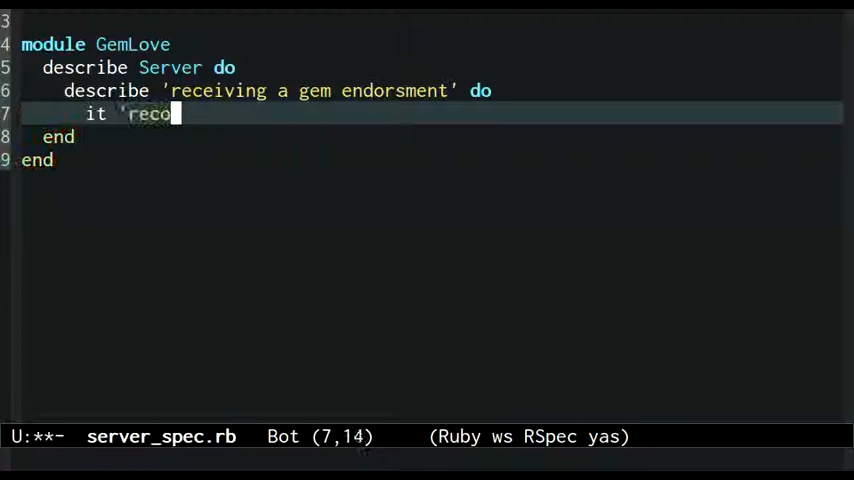 3
4 module GemLove
5   describe Server do
6     describe 'receiving a gem endorsment' do
7       it 'reco
8   end
9 end
U:**-  server_spec.rb   Bot (7,14)     (Ruby ws RSpec yas)